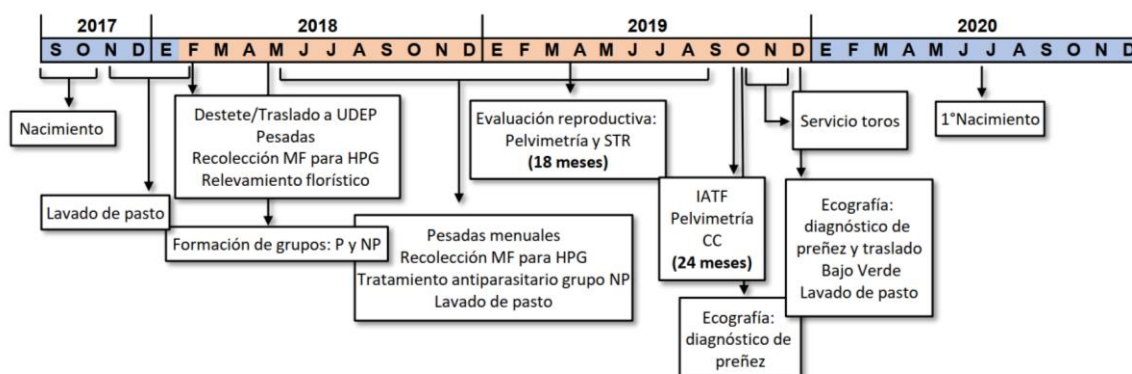 2017 2018 2019 2020
S O N D E F M A M J J A S O N D E F M A M J J A S O N D E F M A M J J A S O N D
Nacimiento
Lavado de pasto
Destete/Traslado a UDEP
Pesadas
Recolección MF para HPG
Relevamiento florístico
Formación de grupos: P y NP
Pesadas menuales
Recolección MF para HPG
Tratamiento antiparasitario grupo NP
Lavado de pasto
Evaluación reproductiva:
Pelvimetría y STR
(18 meses)
IATF
Pelvimetría
CC
(24 meses)
Ecografía:
diagnóstico de
preñez
Servicio toros
Ecografía:
diagnóstico de
preñez y traslado
Bajo Verde
Lavado de pasto
1°Nacimiento